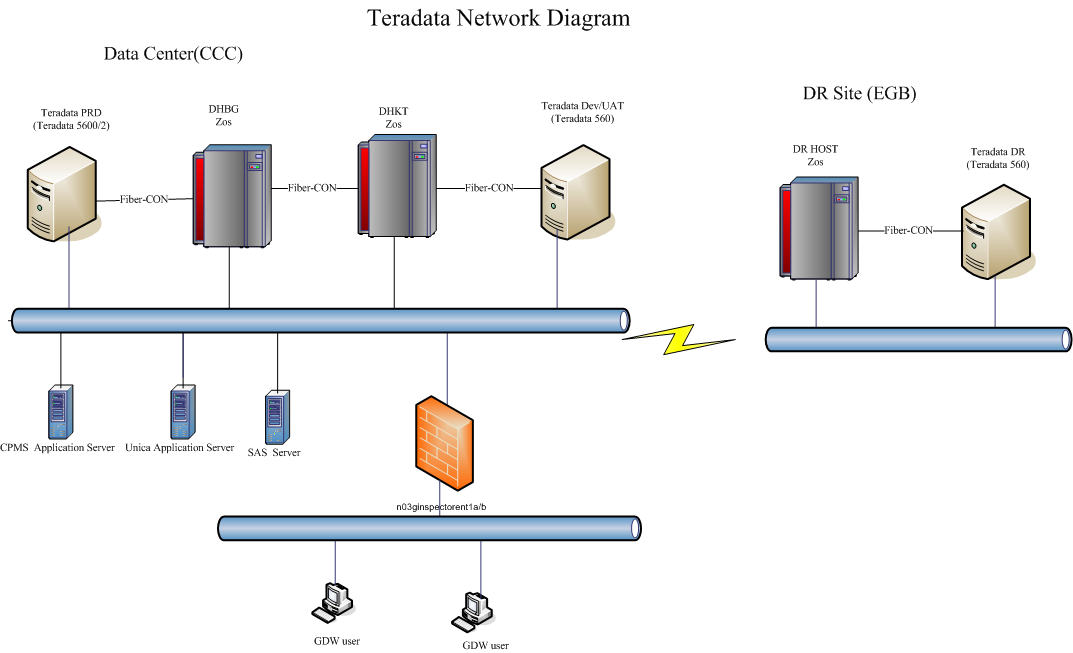 Teradata Network Diagram
Data Center(CCC)
DR Site (EGB)
Teradata PRD
(Teradata 5600/2)
DHBG
Zos
DHKT
Zos
Teradata Dev/UAT
(Teradata 560)
DR HOST
Zos
Teradata DR
(Teradata 560)
Fiber-CON
Fiber-CON
Fiber-CON
Fiber-CON
CPMS Application Server
Unica Application Server
SAS Server
n03ginspectorent1a/b
GDW user
GDW user